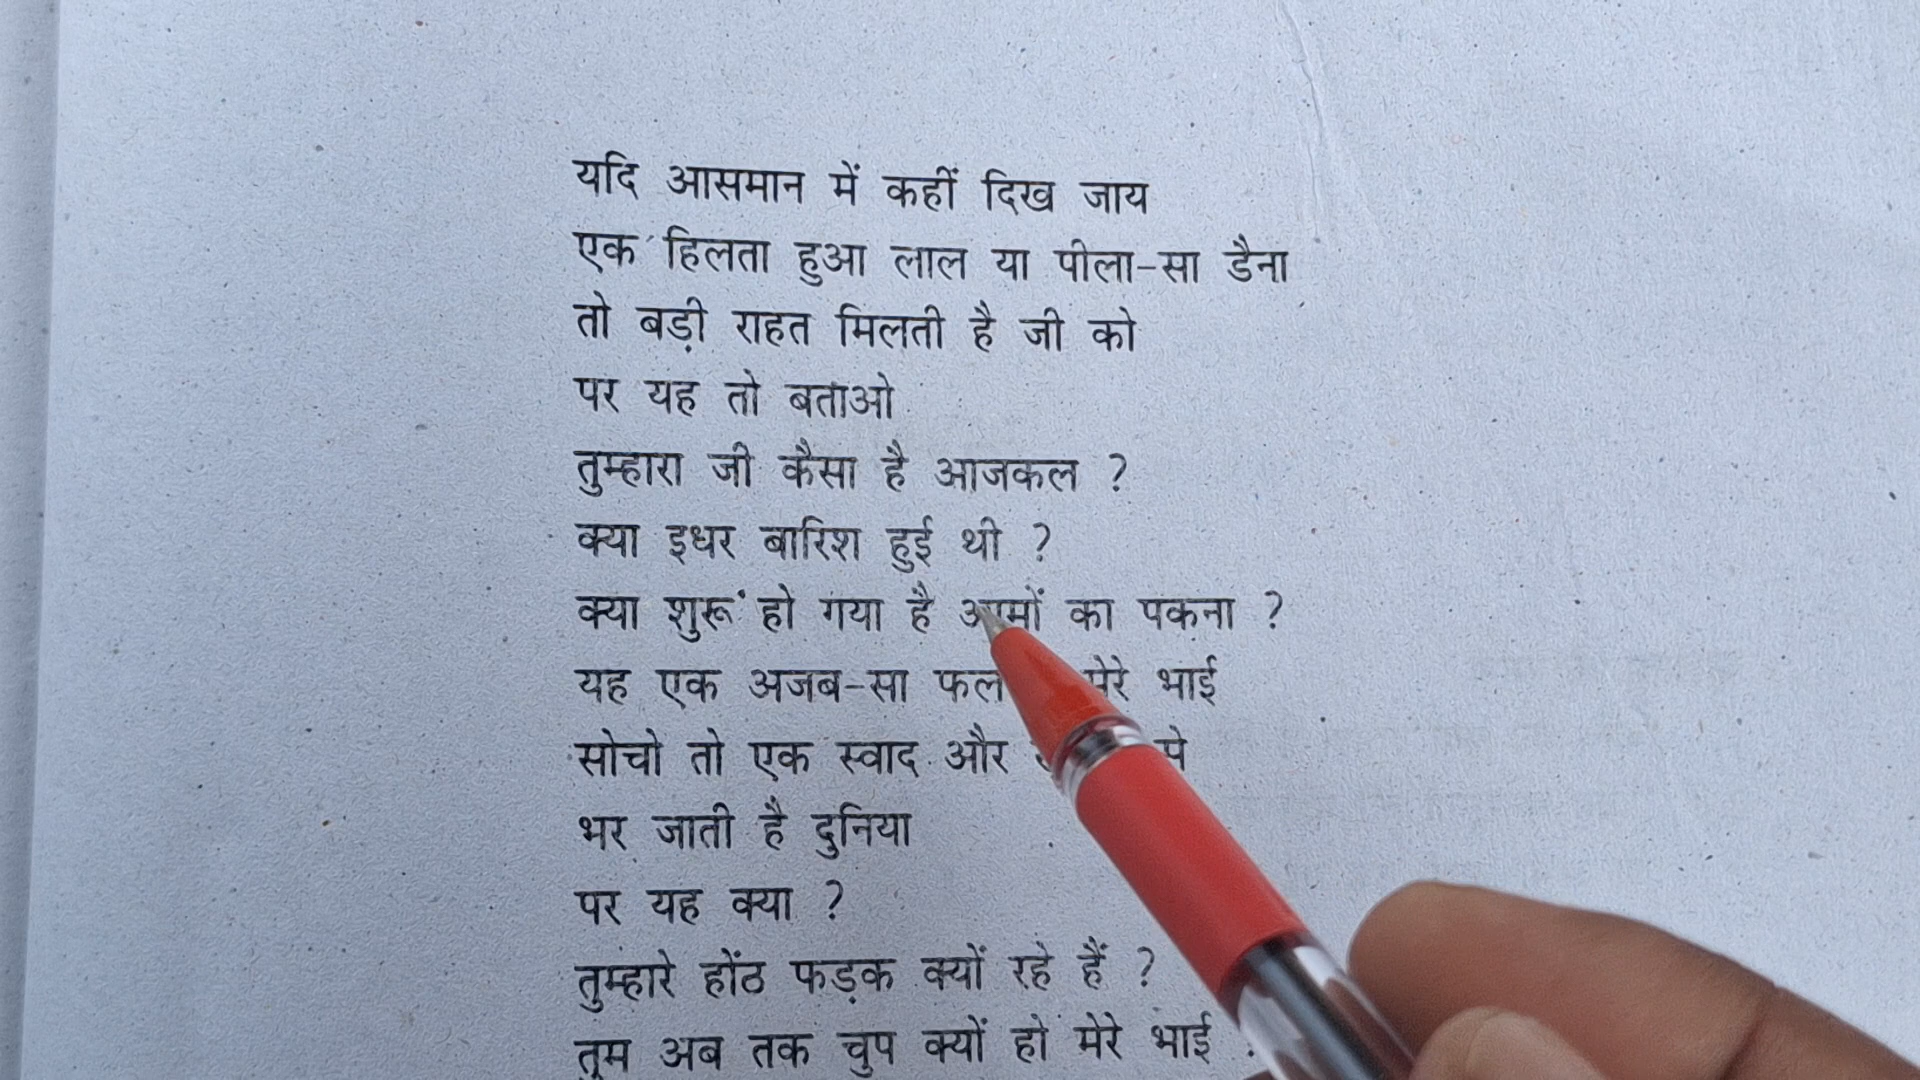 यदि आसमान में कहीं दिख जाय
एक हिलता हुआ लाल या पीला-सा डैना
तो बड़ी राहत मिलती है जी को
पर यह तो बताओ
तुम्हारा जी कैसा है आजकल ?
क्या इधर बारिश हुई थी ?
क्या शुरू हो गया है आमों का पकना ?
यह एक अजब-सा फल मेरे भाई
सोचो तो एक स्वाद और
भर जाती है दुनिया
पर यह क्या ?
तुम्हारे होंठ फड़क क्यों रहे हैं ?
तुम अब तक चुप क्यों हो मेरे भाई